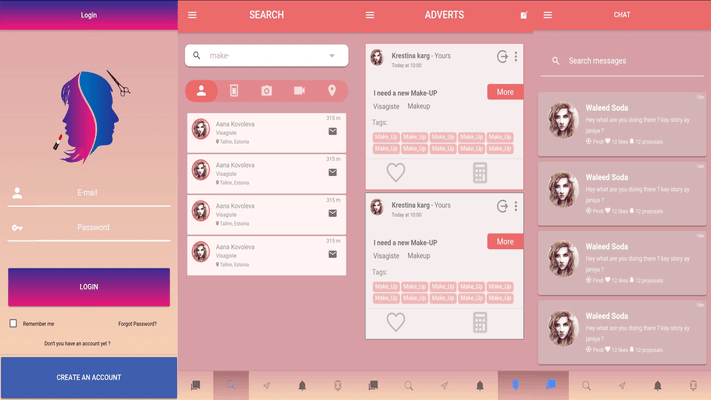 Login
E-mail
Password
LOGIN
Remember me
Forgot Password?
Don't you have an account yet ?
CREATE AN ACCOUNT
SEARCH
make-
315 m
Aana Kovoleva
Visagiste
Tallin, Estonia
315 m
Aana Kovoleva
Visagiste
Tallin, Estonia
315 m
Aana Kovoleva
Visagiste
Tallin, Estonia
315 m
Aana Kovoleva
Visagiste
Tallin, Estonia
ADVERTS
Krestina karg - Yours
Today at 10:00
I need a new Make-UP
More
Visagiste Makeup
Tags:
Make_Up Make_Up Make_Up Make_Up Make_Up
Make_Up Make_Up Make_Up Make_Up Make_Up
Krestina karg - Yours
Today at 10:00
I need a new Make-UP
More
Visagiste Makeup
Tags:
Make_Up Make_Up Make_Up Make_Up Make_Up
Make_Up Make_Up Make_Up Make_Up Make_Up
CHAT
Search messages
Waleed Soda
Hey what are you doing there ? key story ay
janiya ?
Post 12 likes 12 proposals
Waleed Soda
Hey what are you doing there ? key story ay
janiya ?
Post 12 likes 12 proposals
Waleed Soda
Hey what are you doing there ? key story ay
janiya ?
Post 12 likes 12 proposals
Waleed Soda
Hey what are you doing there ? key story ay
janiya ?
Post 12 likes 12 proposals